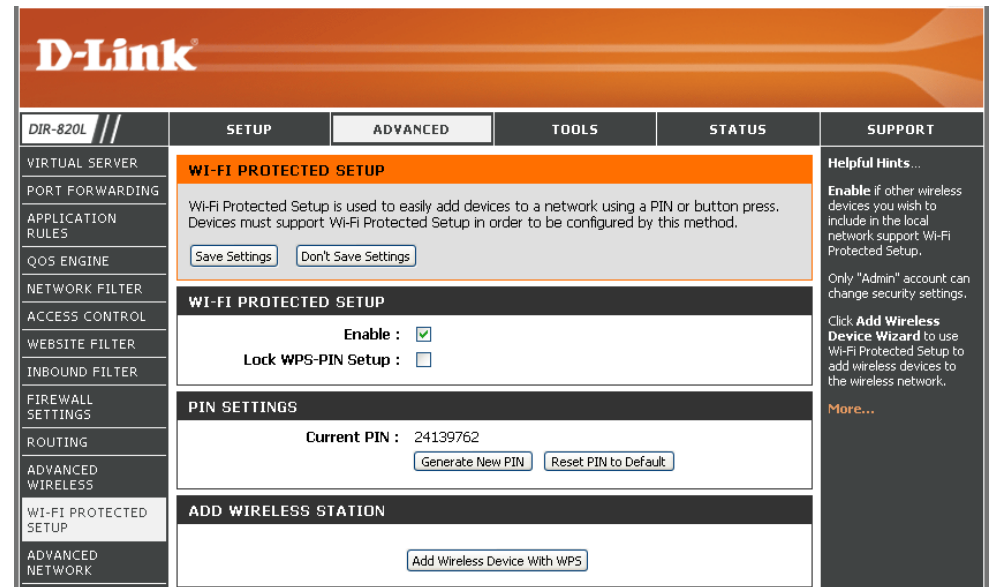 D-Link®
DIR-820L
SETUP
ADVANCED
TOOLS
STATUS
SUPPORT
VIRTUAL SERVER
PORT FORWARDING
APPLICATION
RULES
QOS ENGINE
NETWORK FILTER
ACCESS CONTROL
WEBSITE FILTER
INBOUND FILTER
FIREWALL
SETTINGS
ROUTING
ADVANCED
WIRELESS
WI-FI PROTECTED
SETUP
ADVANCED
NETWORK
WI-FI PROTECTED SETUP
Wi-Fi Protected Setup is used to easily add devices to a network using a PIN or button press.
Devices must support Wi-Fi Protected Setup in order to be configured by this method.
Save Settings Don't Save Settings
WI-FI PROTECTED SETUP
Enable :
Lock WPS-PIN Setup :
PIN SETTINGS
Current PIN : 24139762
Generate New PIN Reset PIN to Default
ADD WIRELESS STATION
Add Wireless Device With WPS
Helpful Hints...
Enable if other wireless
devices you wish to
include in the local
network support Wi-Fi
Protected Setup.
Only "Admin" account can
change security settings.
Click Add Wireless
Device Wizard to use
Wi-Fi Protected Setup to
add wireless devices to
the wireless network.
More...